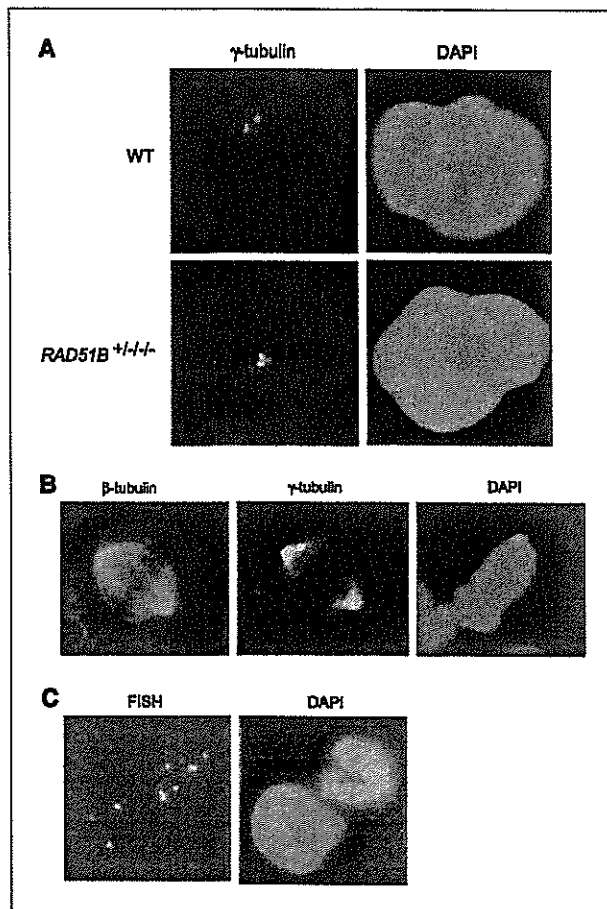 A
γ-tubulin DAPI
WT
RAD51B +/-/-/-
B
β-tubulin γ-tubulin DAPI
C
FISH DAPI